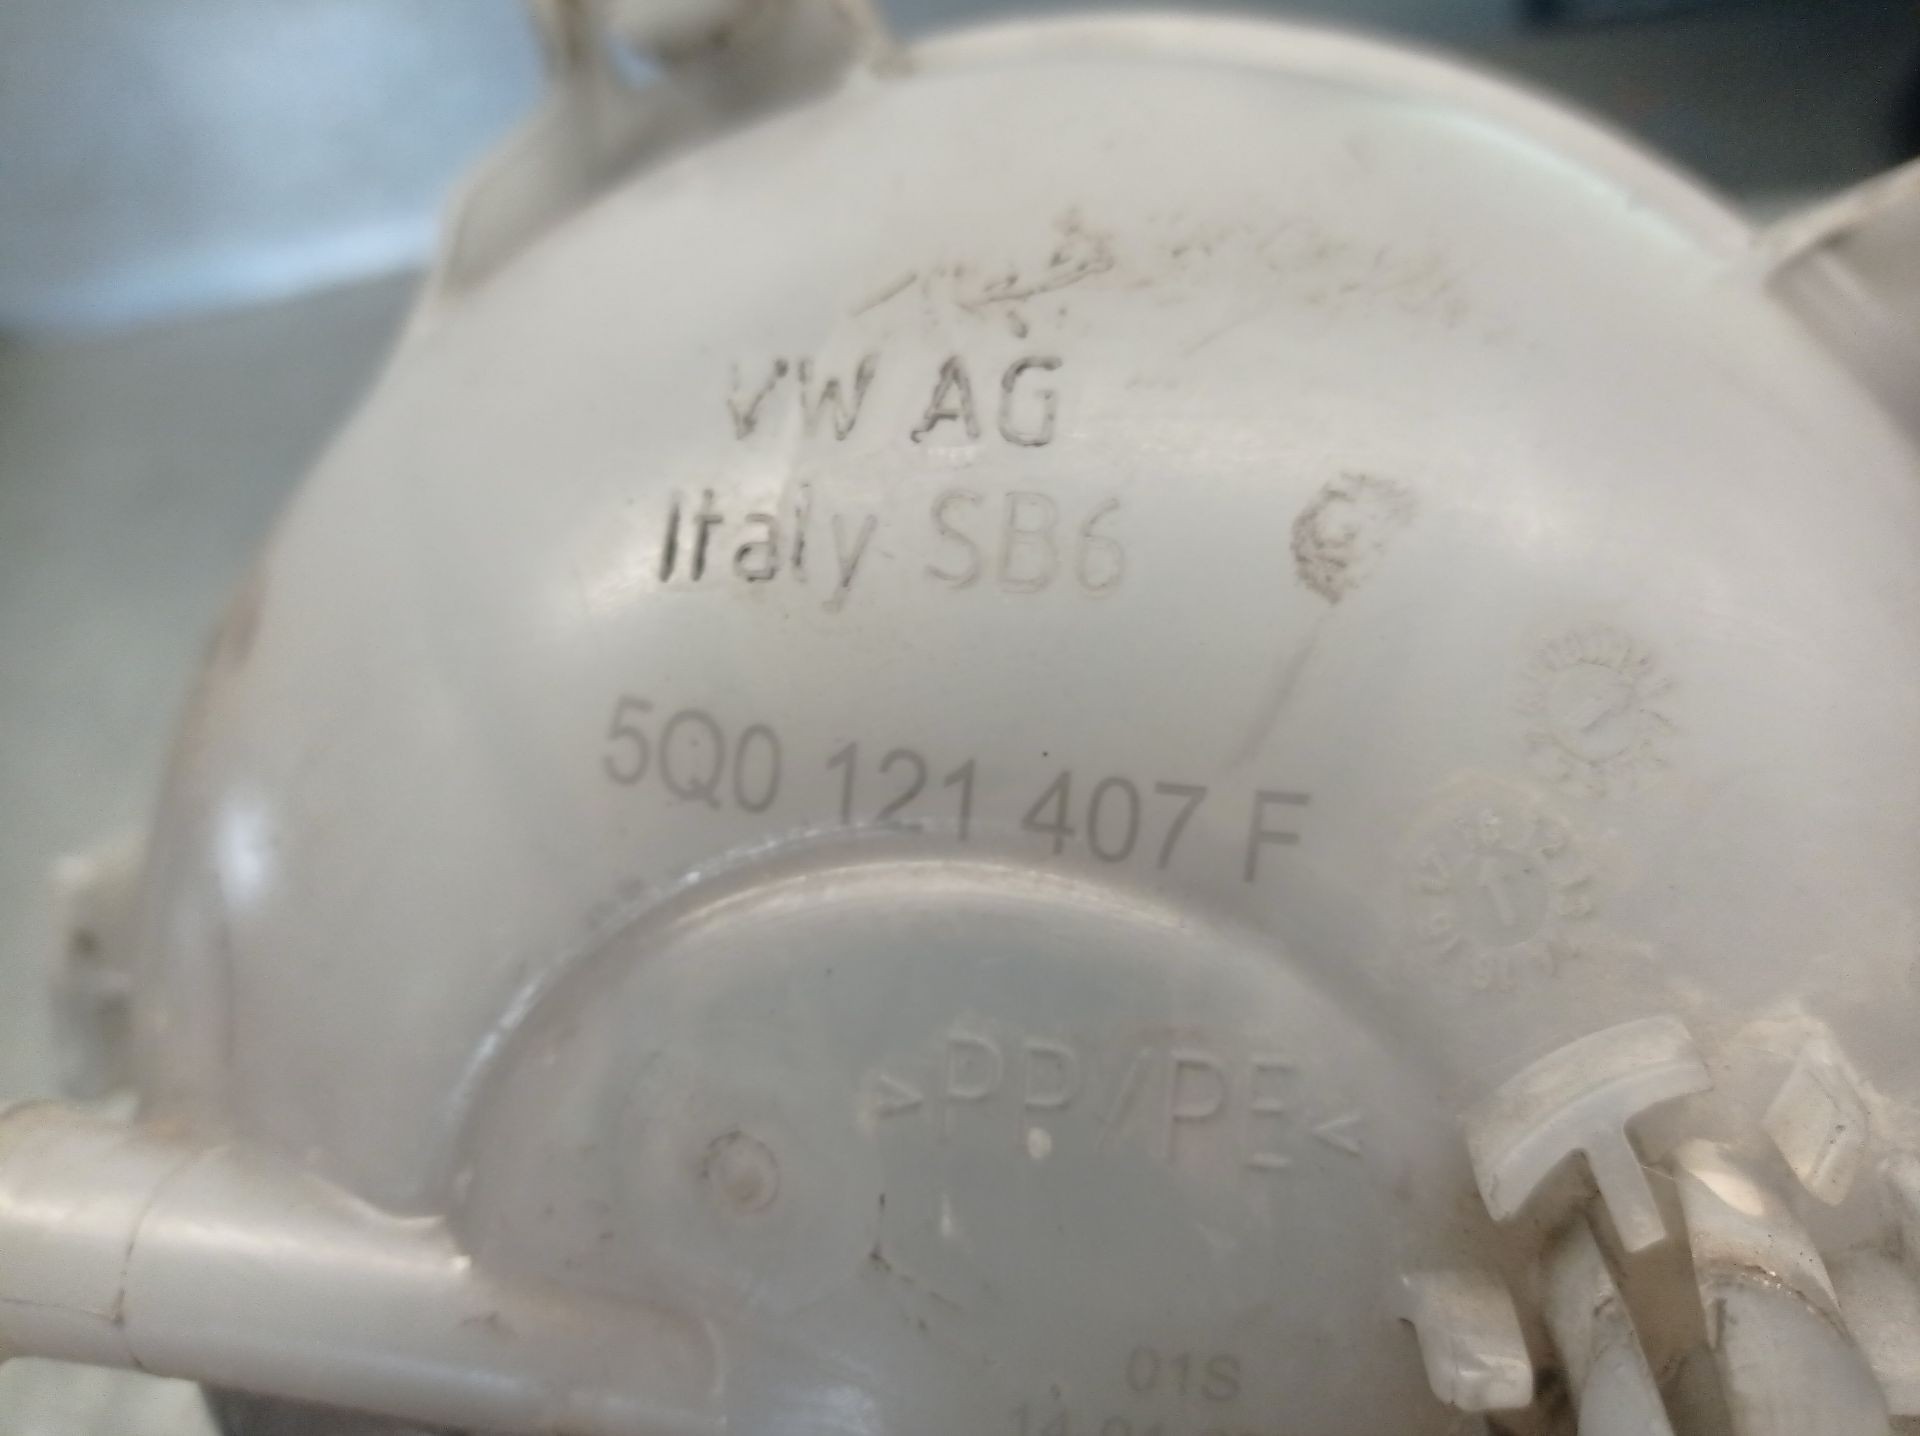 VW AG
Italy SB6
5Q0 121 407 F
>PP/PE<
01S